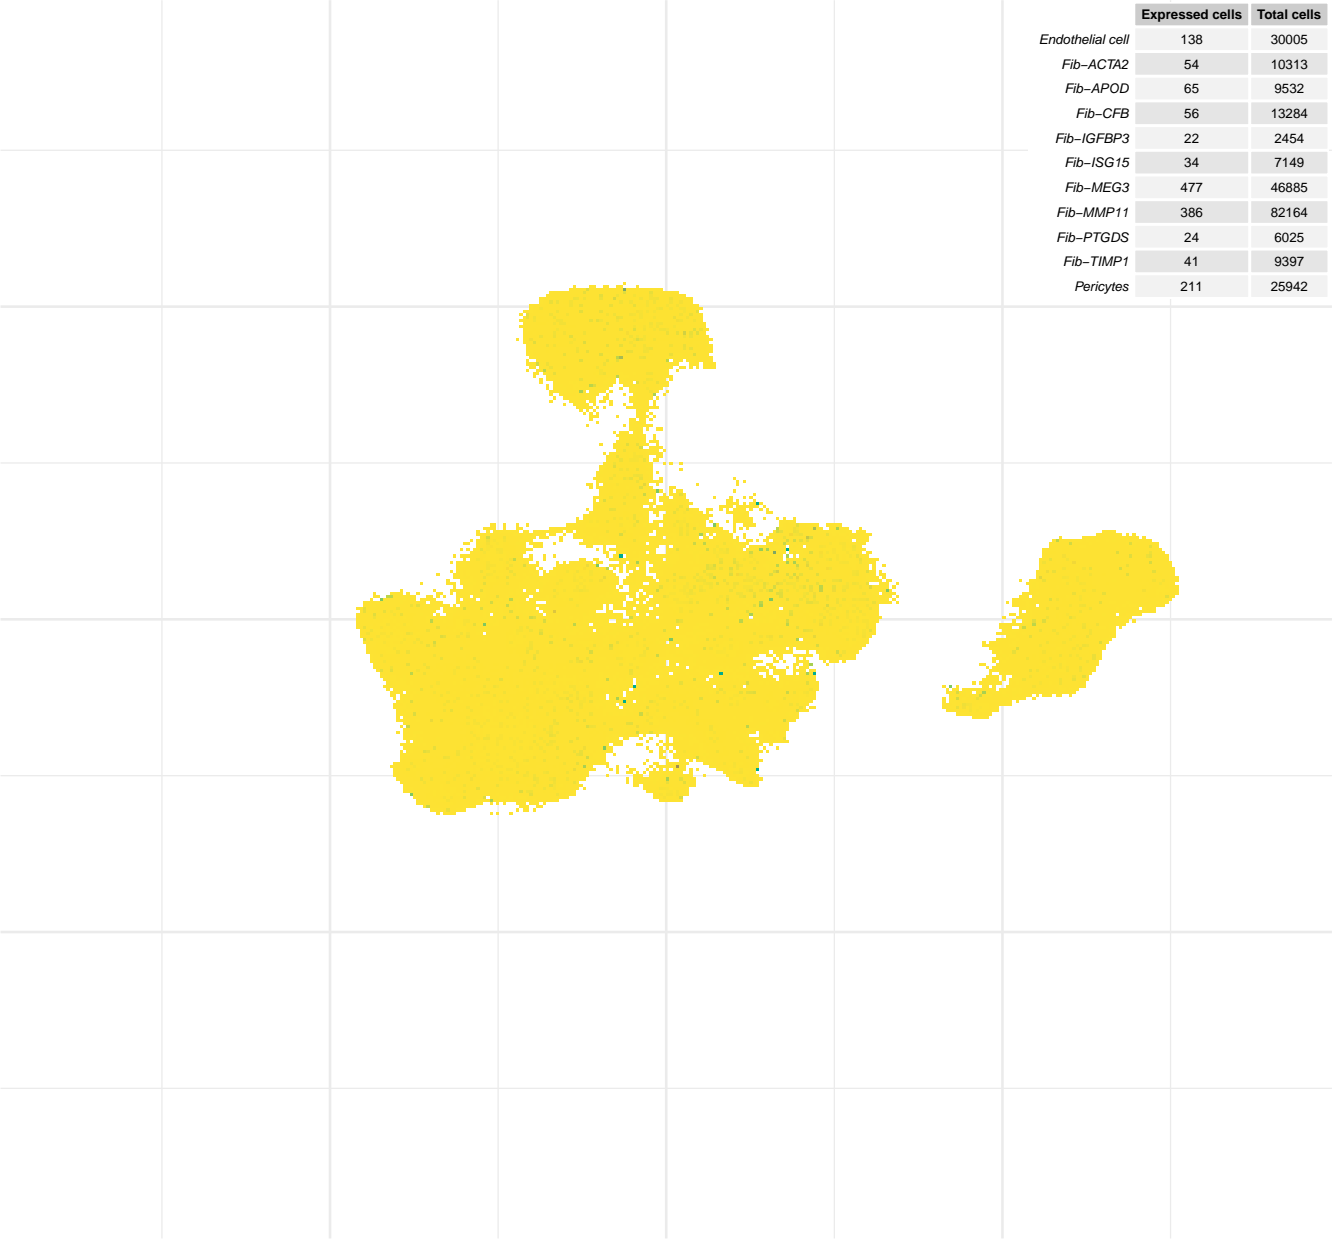 Expressed cells Total cells
Endothelial cell 138 30005
Fib−ACTA2 54 10313
Fib−APOD 65 9532
Fib−CFB 56 13284
Fib−IGFBP3 22 2454
Fib−ISG15 34 7149
Fib−MEG3 477 46885
Fib−MMP11 386 82164
Fib−PTGDS 24 6025
Fib−TIMP1 41 9397
Pericytes 211 25942